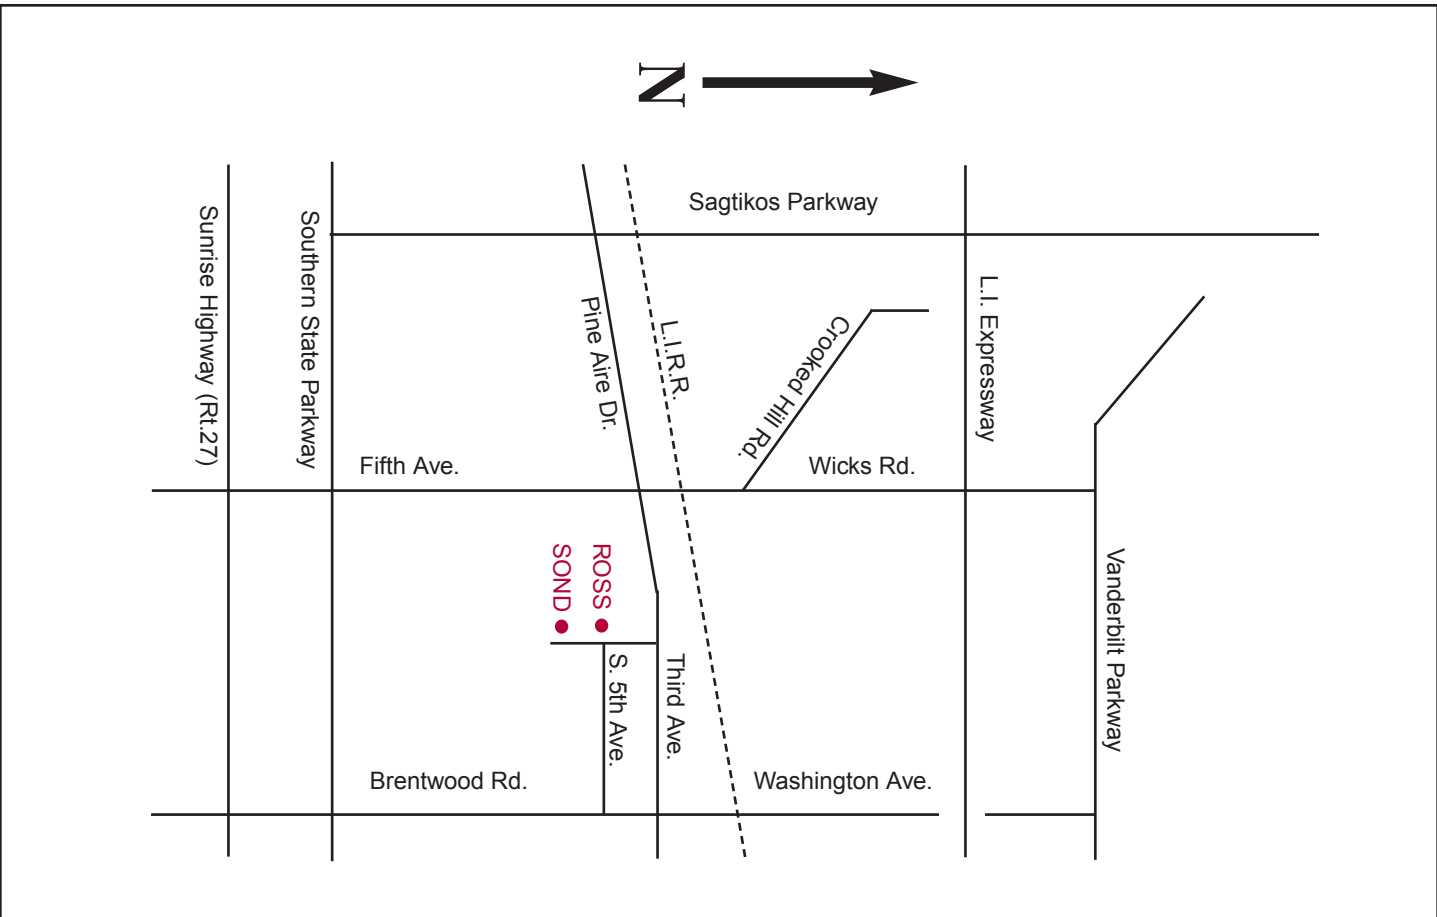 N
Sagtikos Parkway
Sunrise Highway (Rt.27)
Southern State Parkway
Pine Aire Dr.
L.I.R.R.
Crooked Hill Rd.
L.I. Expressway
Fifth Ave.
Wicks Rd.
SOND
ROSS
Vanderbilt Parkway
S. 5th Ave.
Third Ave.
Brentwood Rd.
Washington Ave.